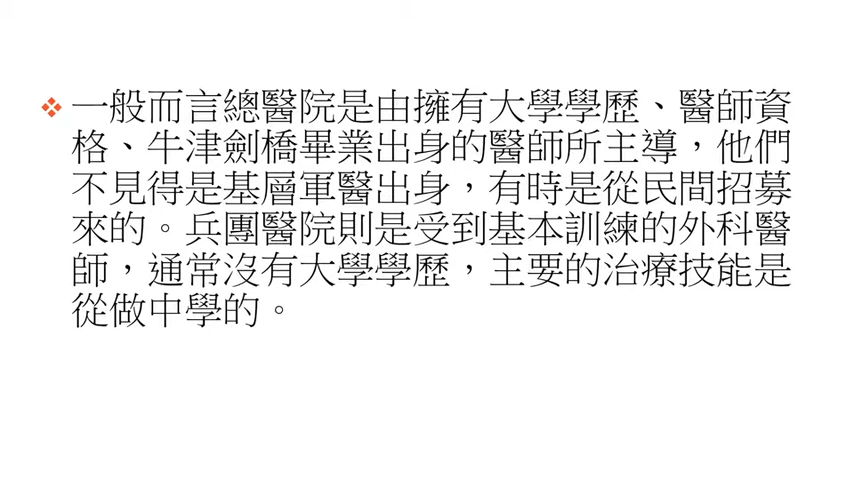 一般而言總醫院是由擁有大學學歷、醫師資
格、牛津劍橋畢業出身的醫師所主導，他們
不見得是基層軍醫出身，有時是從民間招募
來的。兵團醫院則是受到基本訓練的外科醫
師，通常沒有大學學歷，主要的治療技能是
從做中學的。